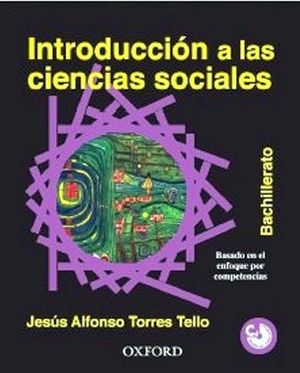 Introducción a las
ciencias sociales
Bachillerato
Basado en el
enfoque por
competencias
Jesús Alfonso Torres Tello
OXFORD